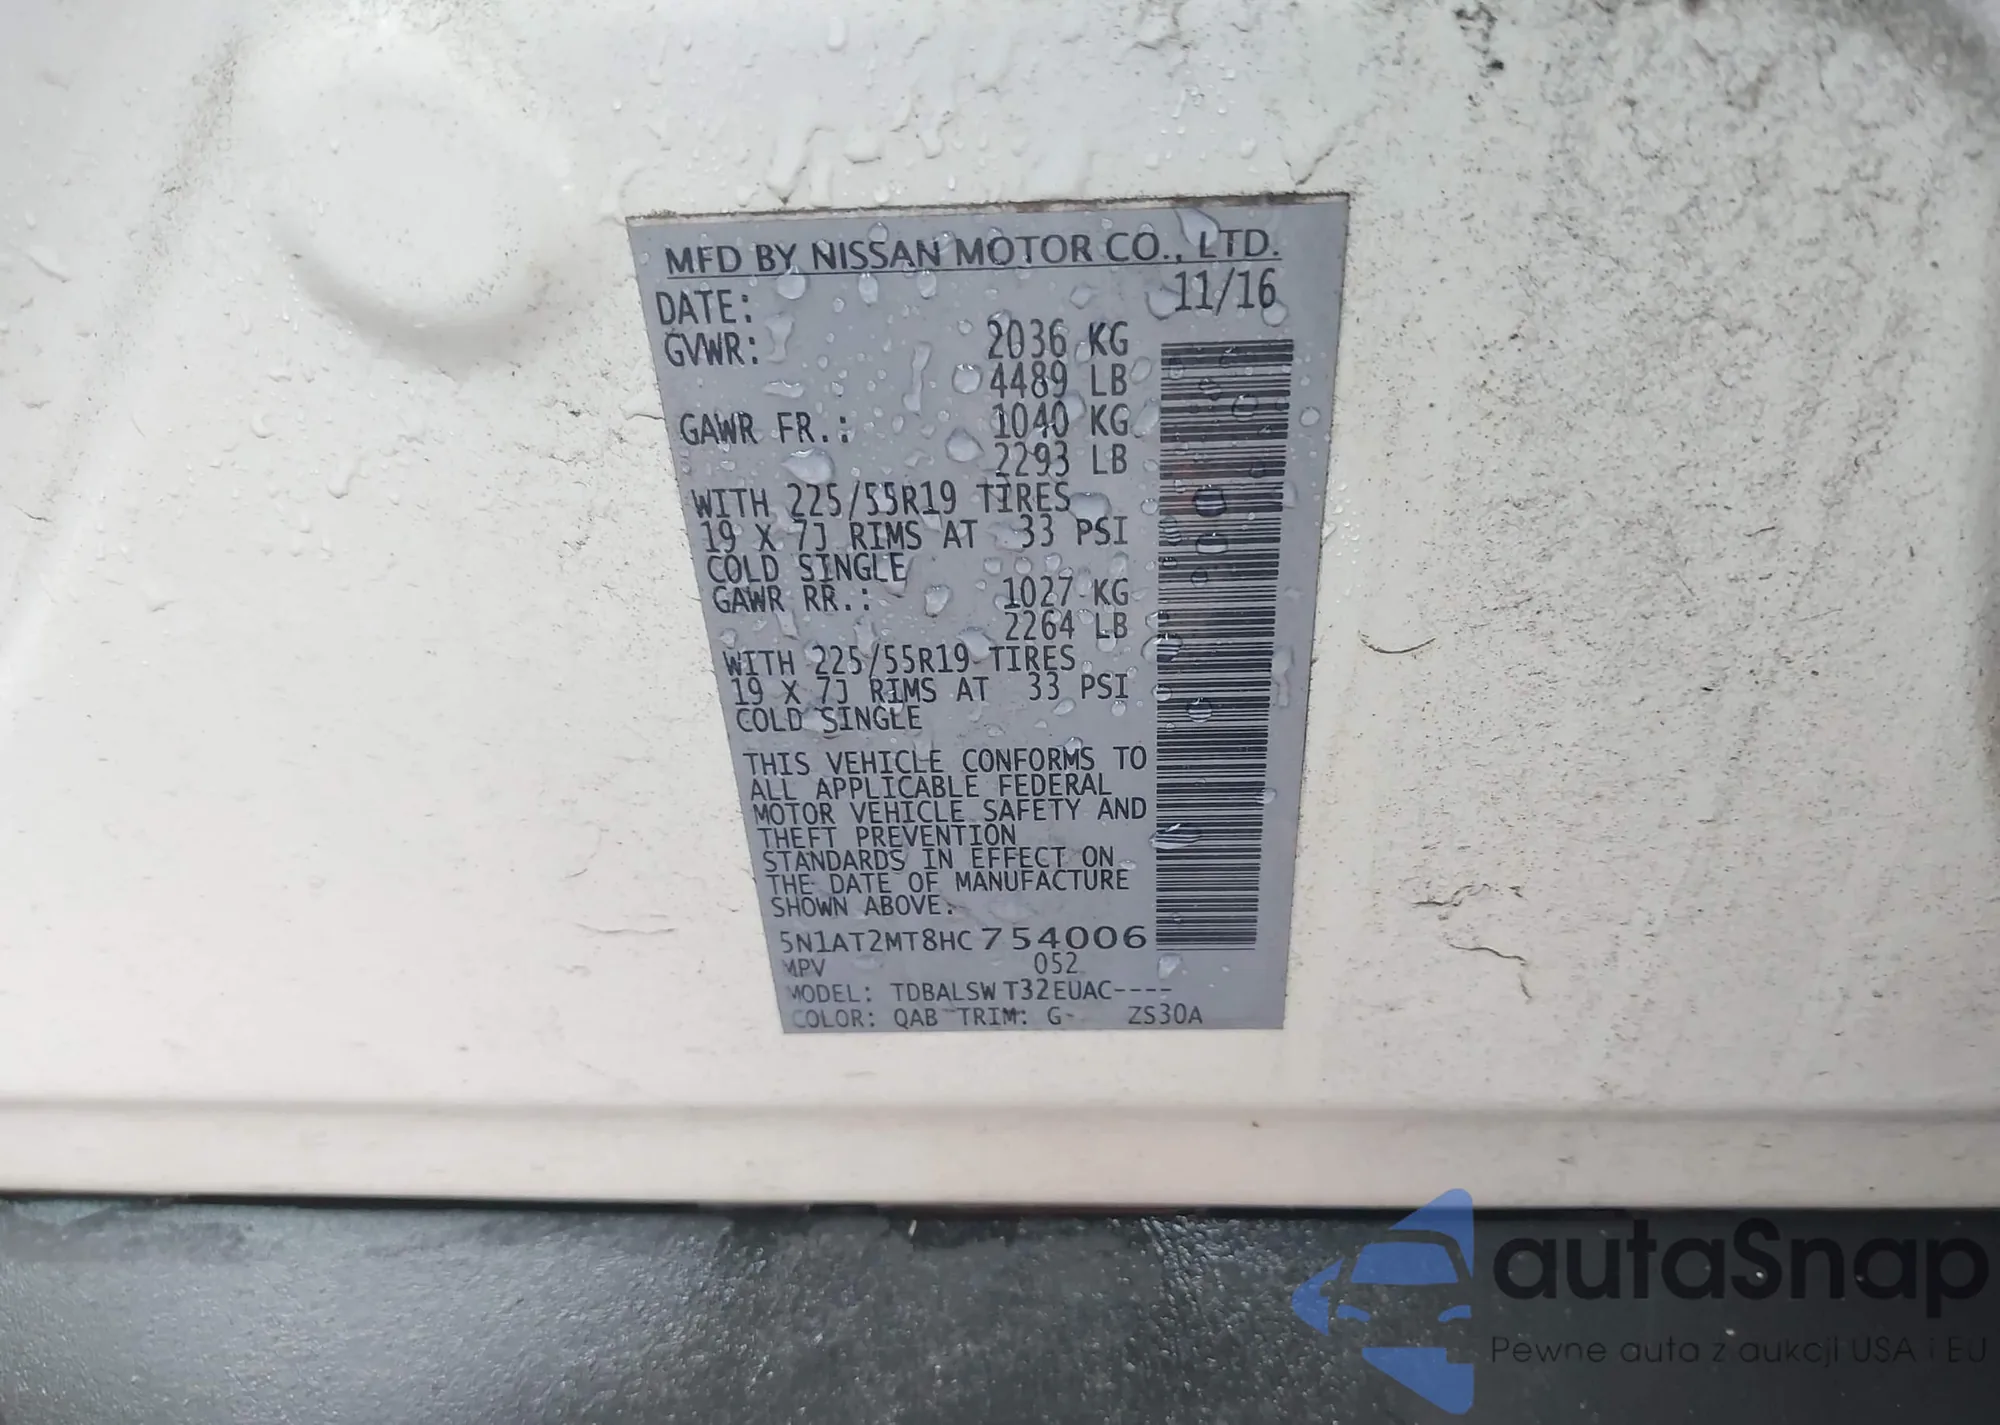 MFD BY NISSAN MOTOR CO., LTD.
DATE: 11/16
GVWR: 2036 KG
4489 LB
GAWR FR.: 1040 KG
2293 LB
WITH 225/55R19 TIRES
19 X 7J RIMS AT 33 PSI
COLD SINGLE
GAWR RR.: 1027 KG
2264 LB
WITH 225/55R19 TIRES
19 X 7J RIMS AT 33 PSI
COLD SINGLE
THIS VEHICLE CONFORMS TO
ALL APPLICABLE FEDERAL
MOTOR VEHICLE SAFETY AND
THEFT PREVENTION
STANDARDS IN EFFECT ON
THE DATE OF MANUFACTURE
SHOWN ABOVE.
5N1AT2MT8HC754006
MPV 052
MODEL: TDBALSW T32EUAC----
COLOR: QAB TRIM: G- ZS30A
autaSnap
Pewne auta z aukcji USA i EU